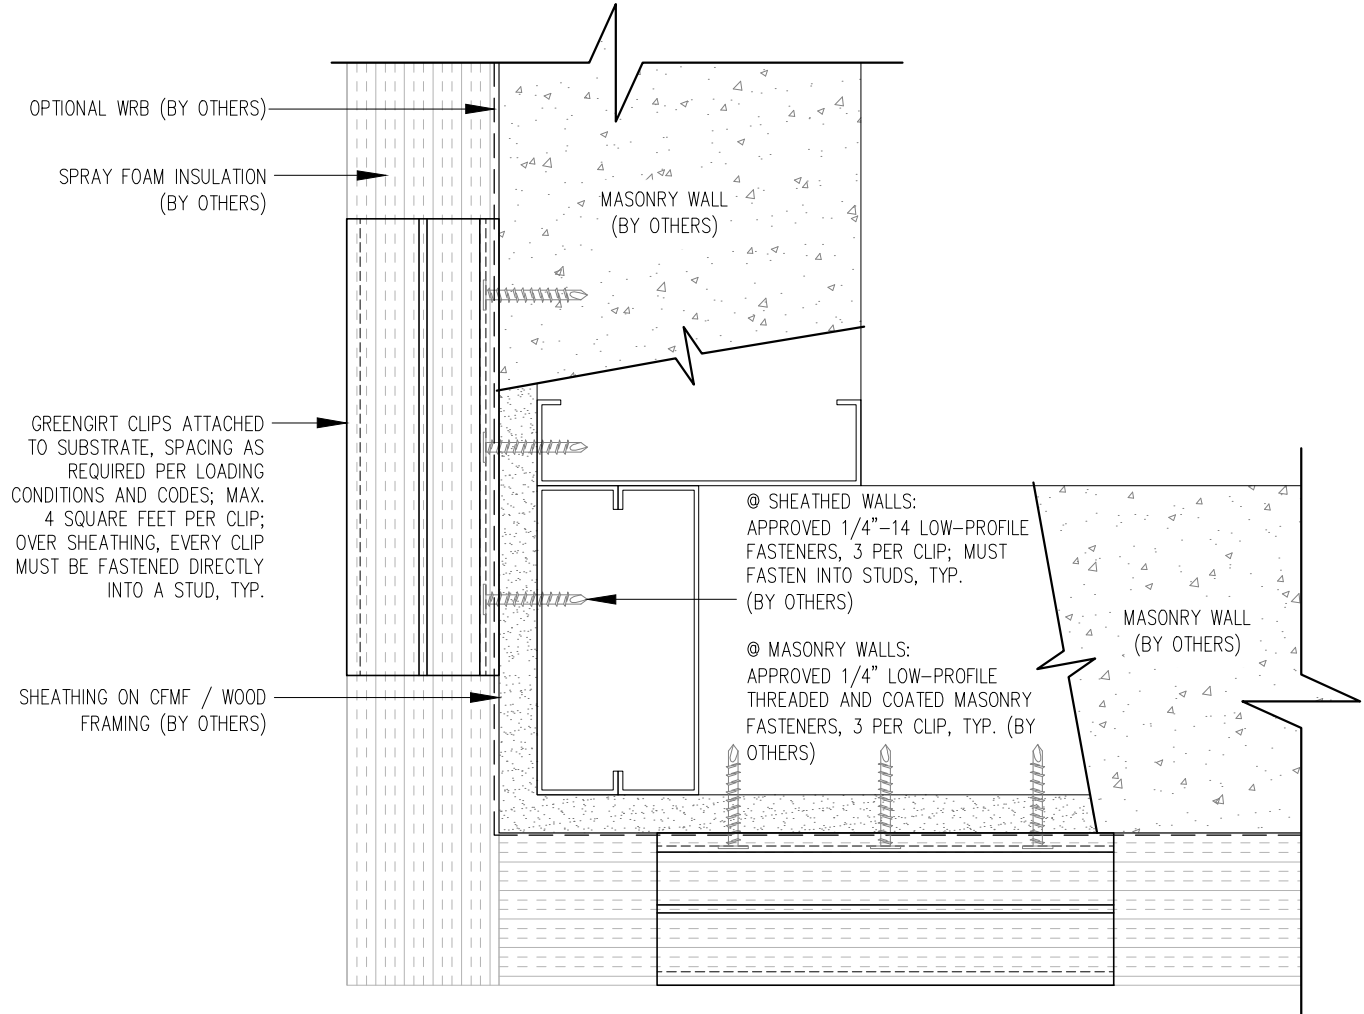 OPTIONAL WRB (BY OTHERS)
SPRAY FOAM INSULATION
(BY OTHERS)
MASONRY WALL
(BY OTHERS)
GREENGIRT CLIPS ATTACHED
TO SUBSTRATE, SPACING AS
REQUIRED PER LOADING
CONDITIONS AND CODES; MAX.
4 SQUARE FEET PER CLIP;
OVER SHEATHING, EVERY CLIP
MUST BE FASTENED DIRECTLY
INTO A STUD, TYP.
@ SHEATHED WALLS:
APPROVED 1/4"-14 LOW-PROFILE
FASTENERS, 3 PER CLIP; MUST
FASTEN INTO STUDS, TYP.
(BY OTHERS)
MASONRY WALL
(BY OTHERS)
@ MASONRY WALLS:
APPROVED 1/4" LOW-PROFILE
THREADED AND COATED MASONRY
FASTENERS, 3 PER CLIP, TYP. (BY
OTHERS)
SHEATHING ON CFMF / WOOD
FRAMING (BY OTHERS)